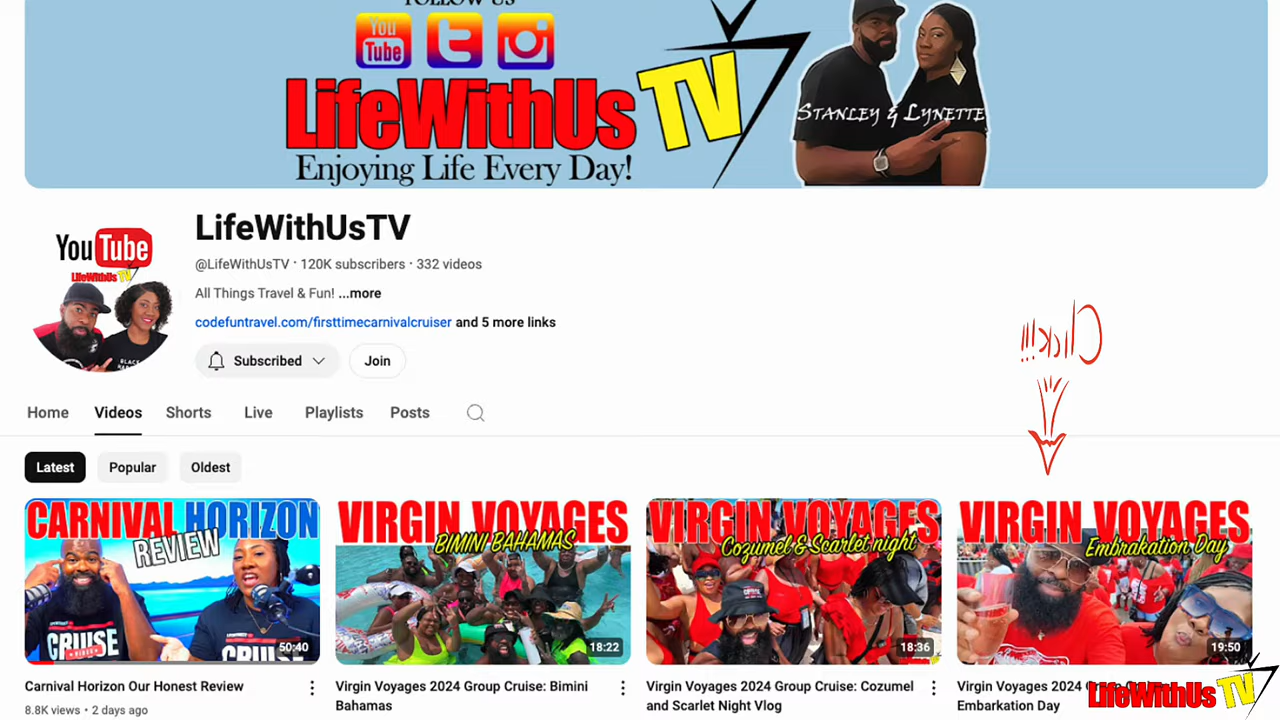 FOLLOW US
You
Tube
LifeWithUs TV
Enjoying Life Every Day!
STANLEY & LYNETTE
YouTube
LifeWithUs TV
LifeWithUsTV
@LifeWithUsTV · 120K subscribers · 332 videos
All Things Travel & Fun! ...more
codefuntravel.com/firsttimecarnivalcruiser and 5 more links
Subscribed
Join
Click!!!
Home Videos Shorts Live Playlists Posts
Latest Popular Oldest
CARNIVAL HORIZON
REVIEW
CRUISE
CRUISE
50:40
VIRGIN VOYAGES
BIMINI BAHAMAS
18:22
VIRGIN VOYAGES
Cozumel & Scarlet night
18:36
VIRGIN VOYAGES
Embrakation Day
19:50
Carnival Horizon Our Honest Review
8.8K views · 2 days ago
Virgin Voyages 2024 Group Cruise: Bimini
Bahamas
Virgin Voyages 2024 Group Cruise: Cozumel
and Scarlet Night Vlog
Virgin Voyages 2024
Embarkation Day
LifeWithUs TV